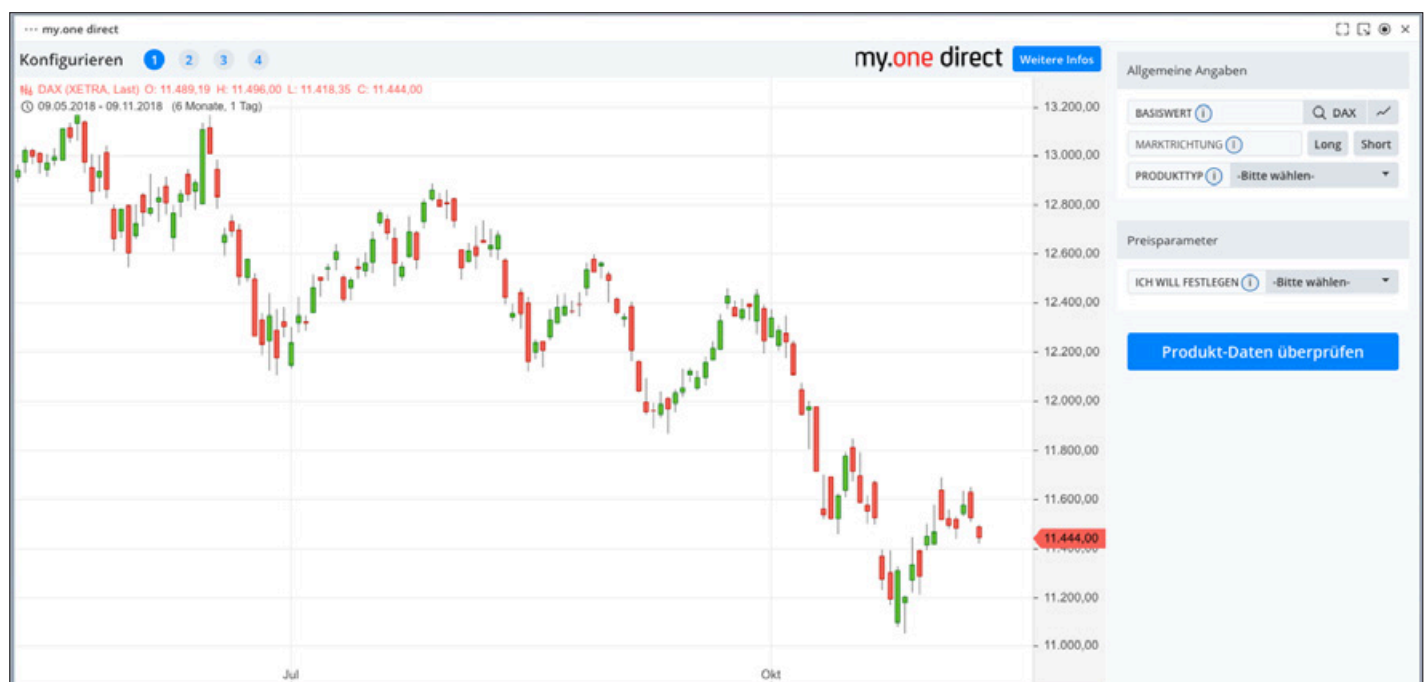 ··· my.one direct
Konfigurieren 1 2 3 4
my.one direct Weitere Infos
DAX (XETRA, Last) O: 11.489,19 H: 11.496,00 L: 11.418,35 C: 11.444,00
09.05.2018 - 09.11.2018 (6 Monate, 1 Tag)
13.200,00
13.000,00
12.800,00
12.600,00
12.400,00
12.200,00
12.000,00
11.800,00
11.600,00
11.444,00
11.400,00
11.200,00
11.000,00
Jul
Okt
Allgemeine Angaben
BASISWERT i DAX
MARKTRICHTUNG i Long Short
PRODUKTTYP i -Bitte wählen-
Preisparameter
ICH WILL FESTLEGEN i -Bitte wählen-
Produkt-Daten überprüfen